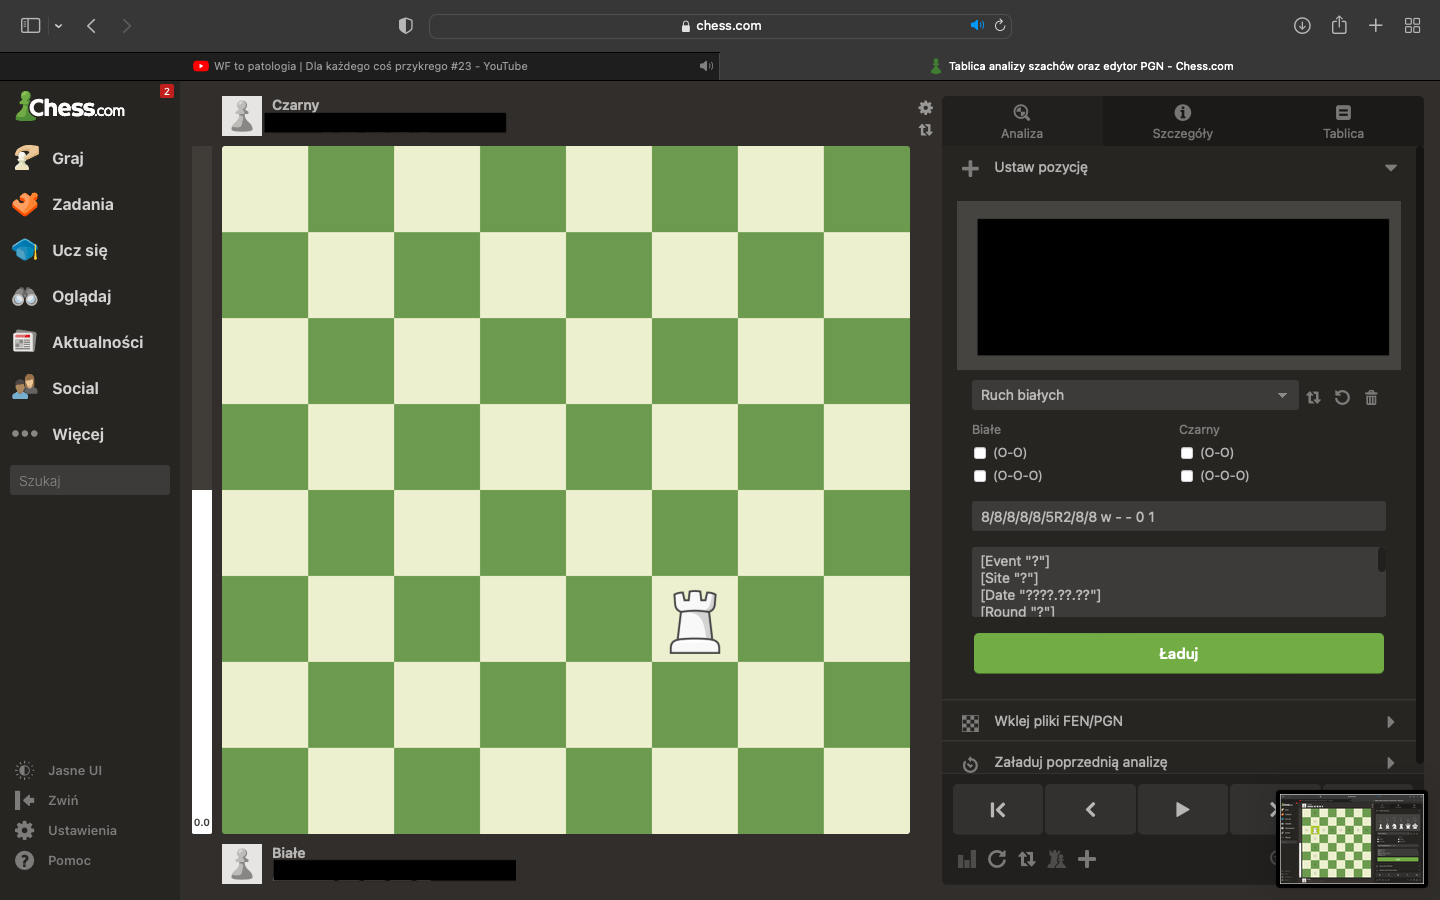 chess.com
WF to patologia | Dla każdego coś przykrego #23 - YouTube
Tablica analizy szachów oraz edytor PGN - Chess.com
Chess.com
2
Graj
Zadania
Ucz się
Oglądaj
Aktualności
Social
Więcej
Szukaj
Jasne UI
Zwiń
Ustawienia
Pomoc
Czarny
0.0
Białe
Analiza
Szczegóły
Tablica
Ustaw pozycję
Ruch białych
Białe
Czarny
(O-O)
(O-O)
(O-O-O)
(O-O-O)
8/8/8/8/8/5R2/8/8 w - - 0 1
[Event "?"]
[Site "?"]
[Date "????.??.??"]
[Round "?"]
Ładuj
Wklej pliki FEN/PGN
Załaduj poprzednią analizę